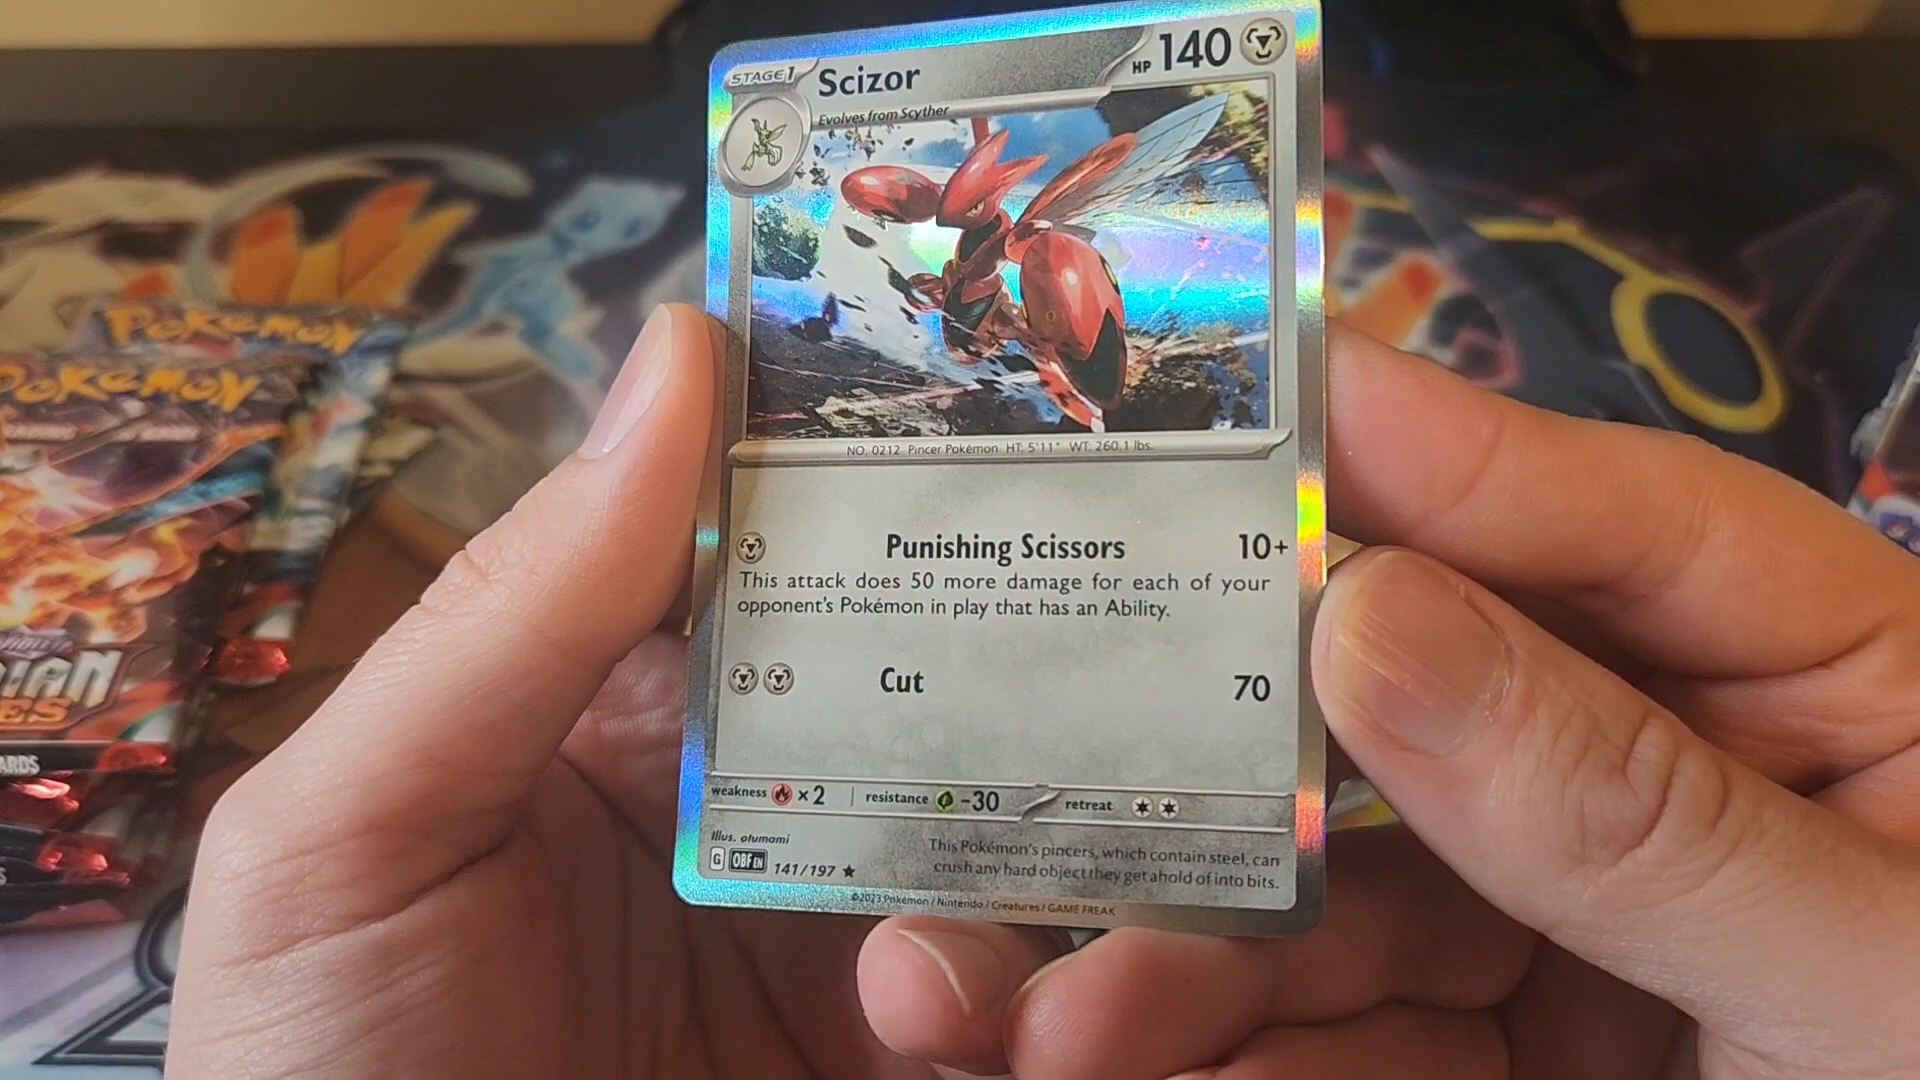 STAGE1
Scizor
HP 140
Evolves from Scyther
NO. 0212 Pincer Pokémon HT: 5'11" WT: 260.1 lbs.
Punishing Scissors 10+
This attack does 50 more damage for each of your
opponent's Pokémon in play that has an Ability.
Cut 70
weakness ×2 resistance -30 retreat
Illus. otumami
G OBF EN 141/197
This Pokémon's pincers, which contain steel, can
crush any hard object they get ahold of into bits.
©2023 Pokémon / Nintendo / Creatures / GAME FREAK
POKéMON
POKéMON